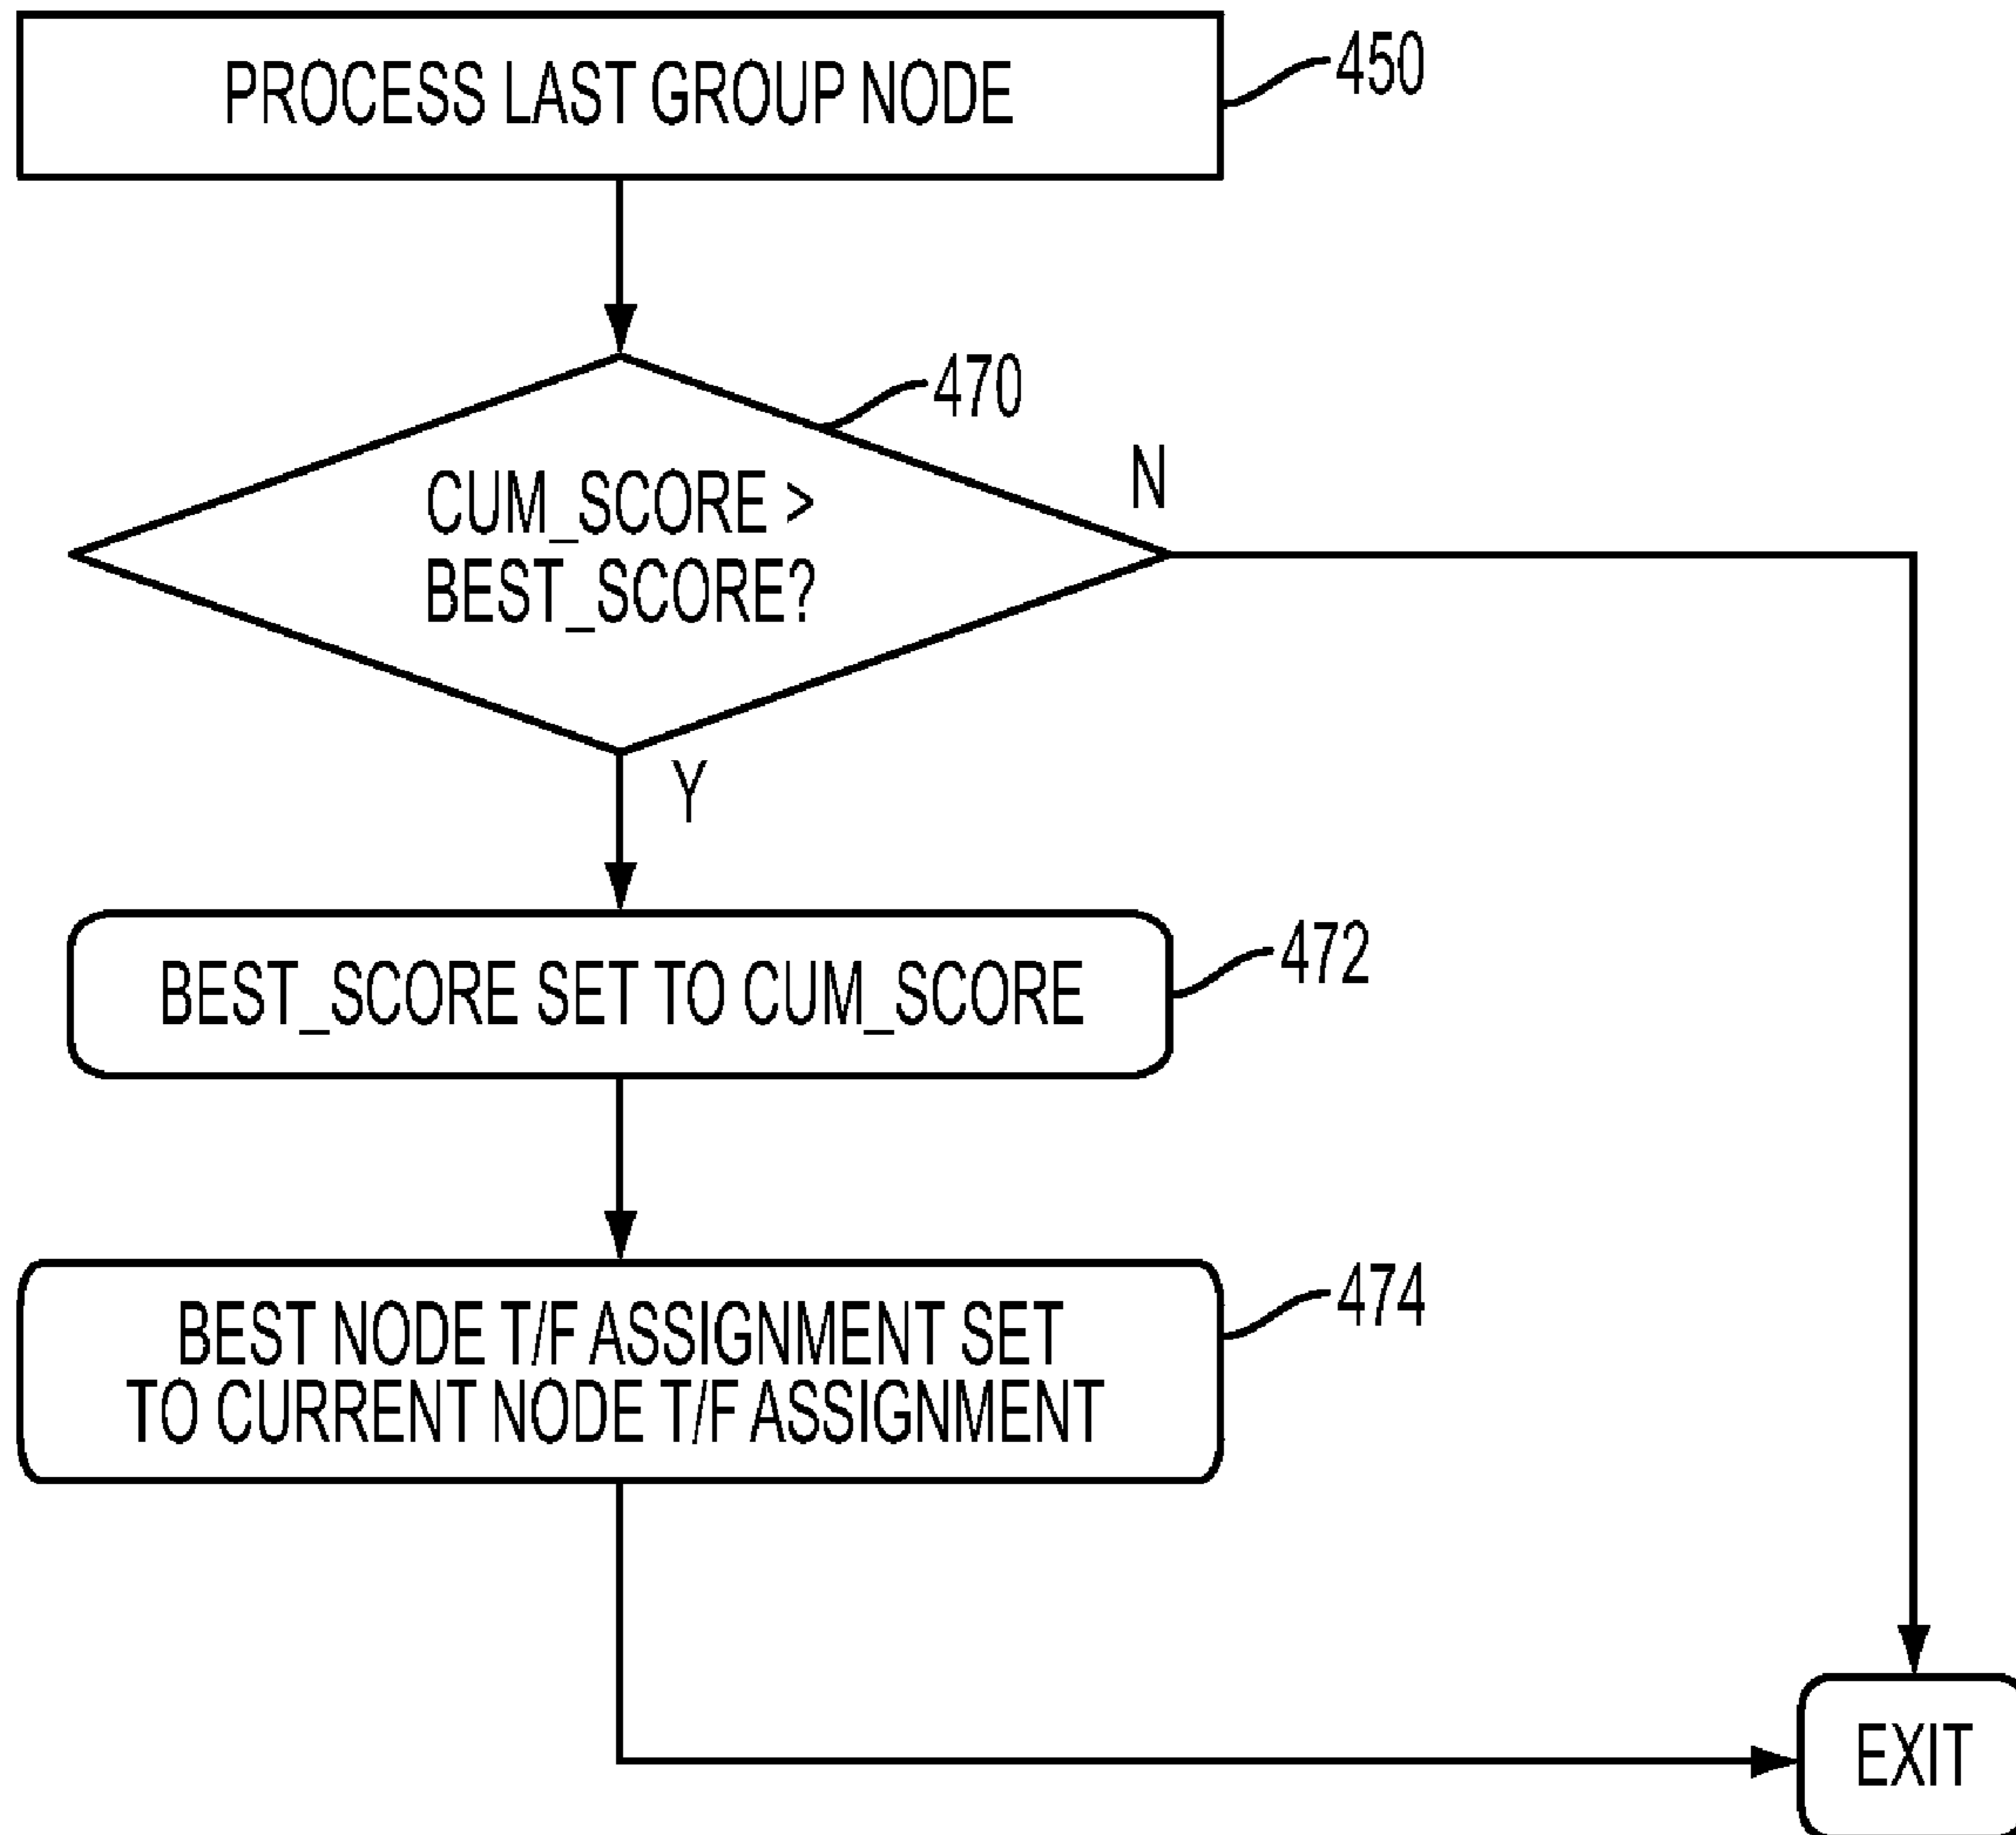 PROCESS LAST GROUP NODE
450
470
CUM_SCORE >
BEST_SCORE?
N
Y
BEST_SCORE SET TO CUM_SCORE
472
BEST NODE T/F ASSIGNMENT SET
TO CURRENT NODE T/F ASSIGNMENT
474
EXIT